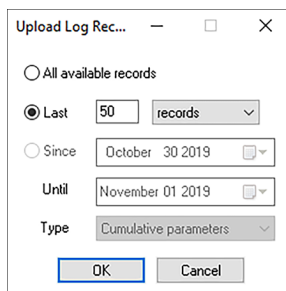 Upload Log Rec...
All available records
Last 50 records
Since October 30 2019
Until November 01 2019
Type Cumulative parameters
OK Cancel